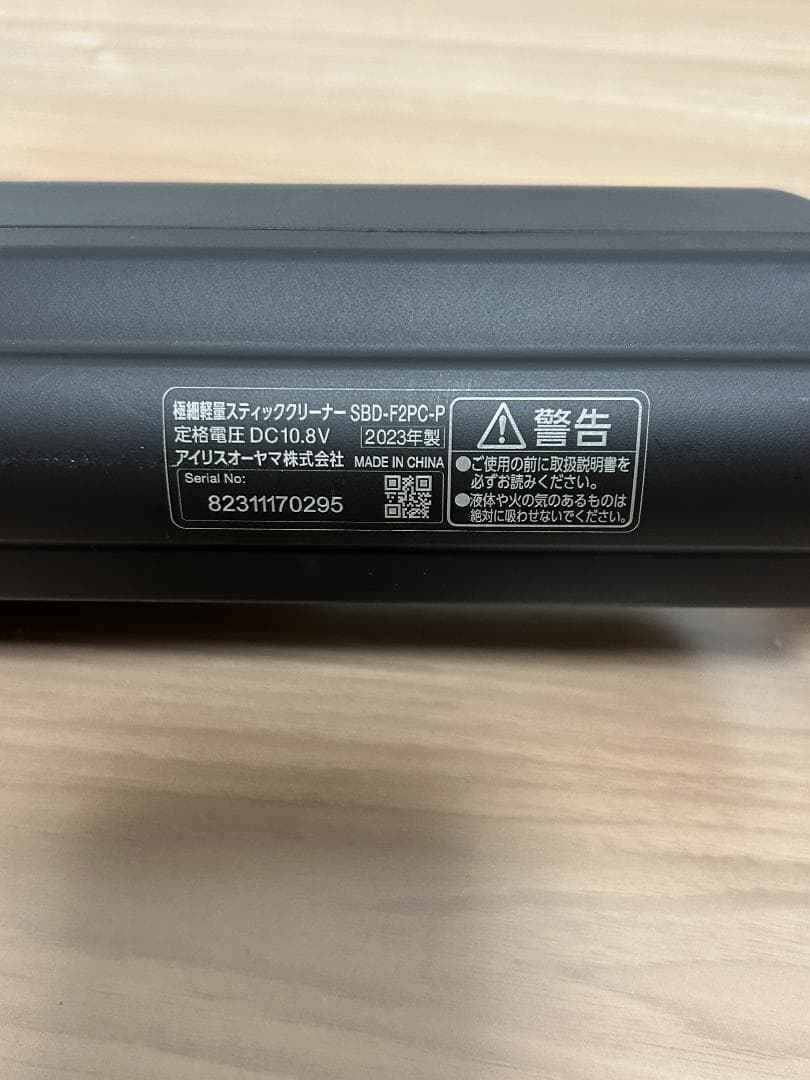 極細軽量スティッククリーナー SBD-F2PC-P
定格電圧 DC10.8V 2023年製
アイリスオーヤマ株式会社 MADE IN CHINA
Serial No:
82311170295
警告
●ご使用の前に取扱説明書を
必ずお読みください。
●液体や火の気のあるものは
絶対に吸わせないでください。